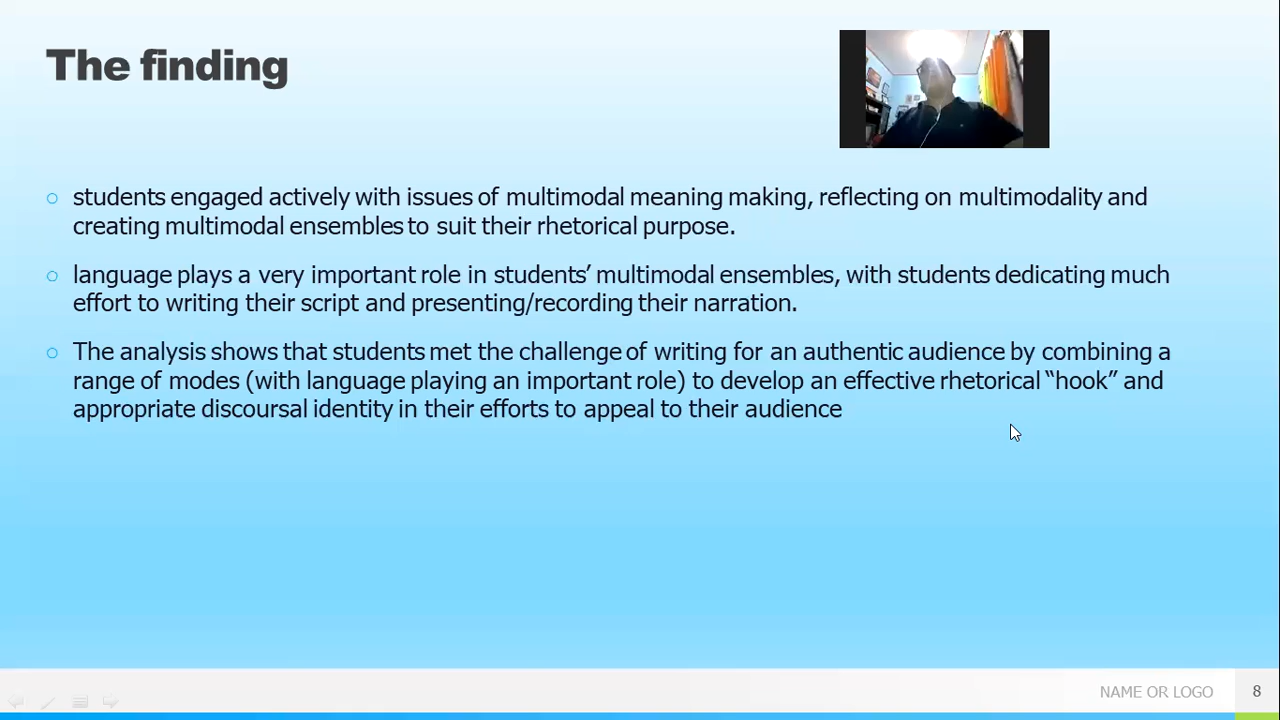 The finding
students engaged actively with issues of multimodal meaning making, reflecting on multimodality and
creating multimodal ensembles to suit their rhetorical purpose.
language plays a very important role in students’ multimodal ensembles, with students dedicating much
effort to writing their script and presenting/recording their narration.
The analysis shows that students met the challenge of writing for an authentic audience by combining a
range of modes (with language playing an important role) to develop an effective rhetorical “hook” and
appropriate discoursal identity in their efforts to appeal to their audience
NAME OR LOGO
8